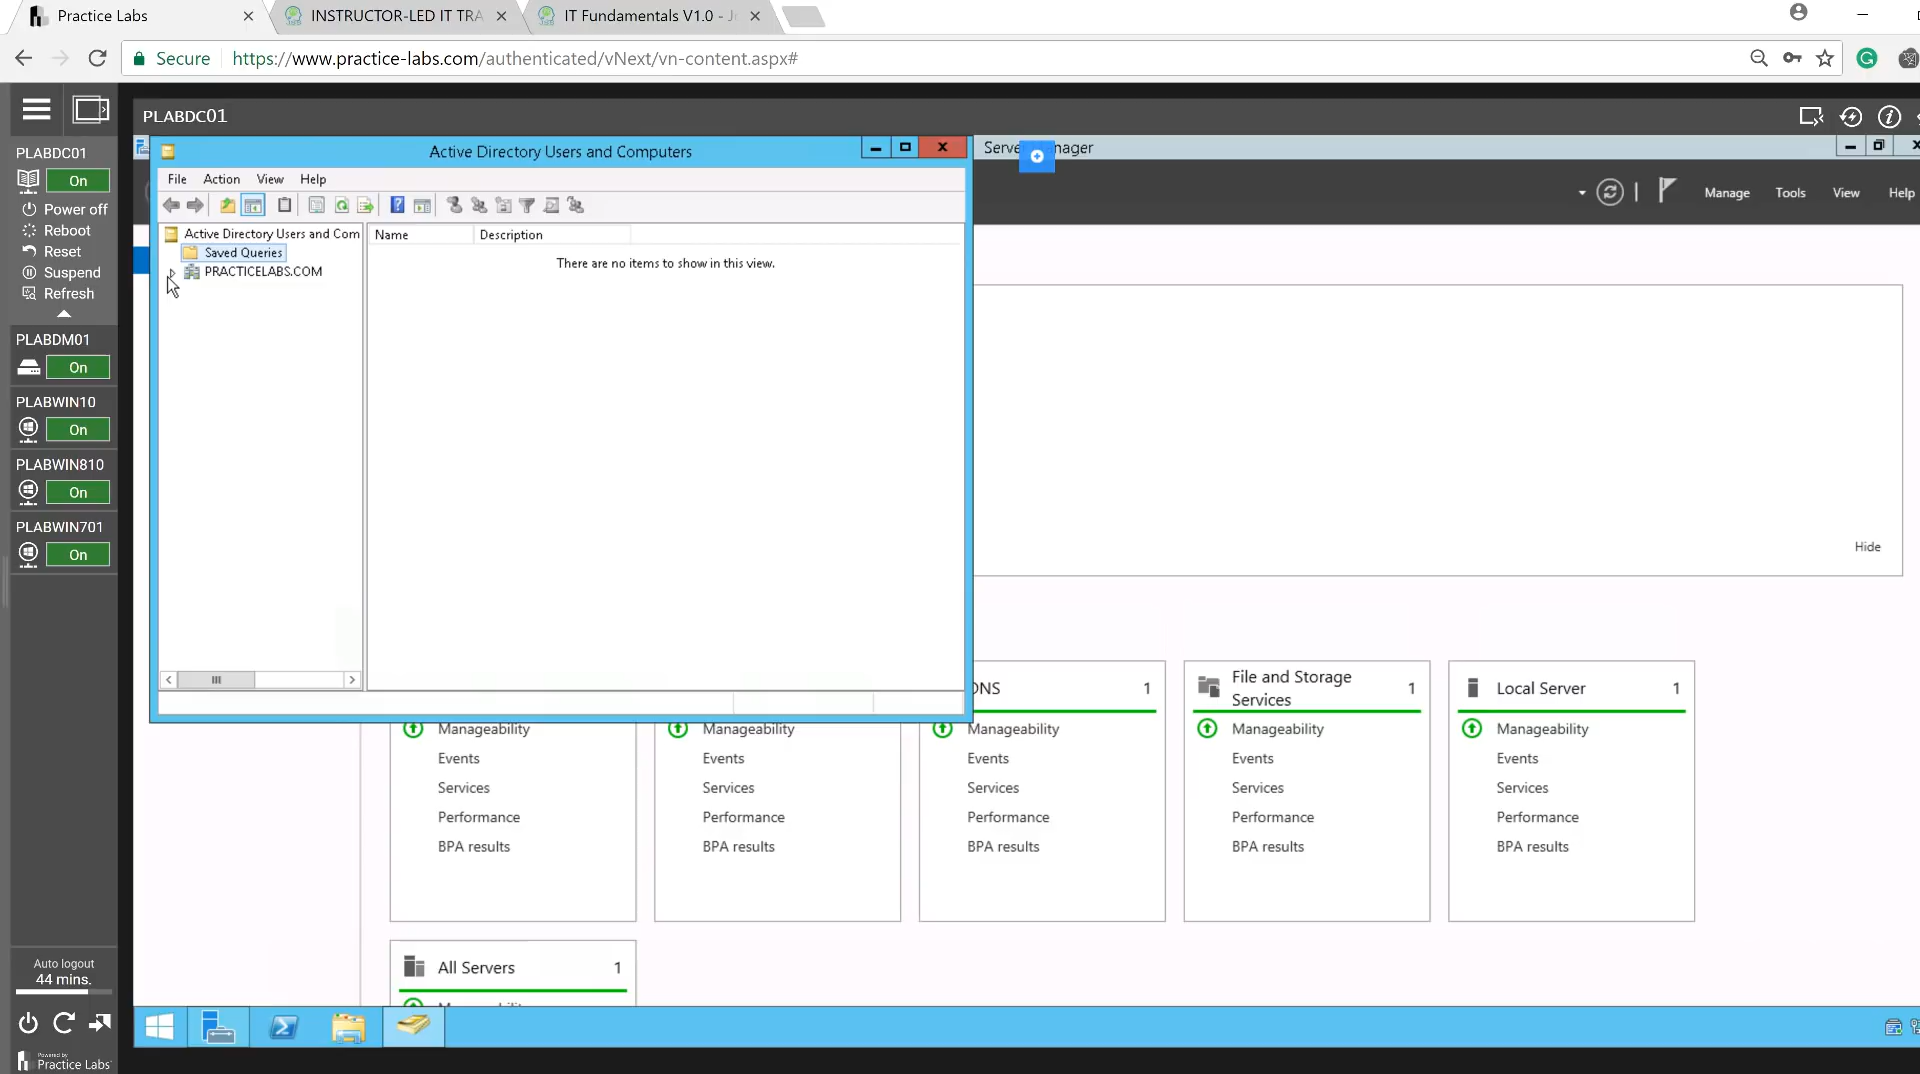 Practice Labs
INSTRUCTOR-LED IT TRA
IT Fundamentals V1.0 - J
Secure
https://www.practice-labs.com/authenticated/vNext/vn-content.aspx#
PLABDC01
PLABDC01
On
Power off
Reboot
Reset
Suspend
Refresh
PLABDM01
On
PLABWIN10
On
PLABWIN810
On
PLABWIN701
On
Auto logout
44 mins.
Powered by
Practice Labs
Active Directory Users and Computers
File Action View Help
Active Directory Users and Com
Saved Queries
PRACTICELABS.COM
Name Description
There are no items to show in this view.
Manage Tools View Help
Hide
Manageability
Events
Services
Performance
BPA results
Manageability
Events
Services
Performance
BPA results
1
Manageability
Events
Services
Performance
BPA results
File and Storage
Services
1
Manageability
Events
Services
Performance
BPA results
Local Server 1
Manageability
Events
Services
Performance
BPA results
All Servers 1